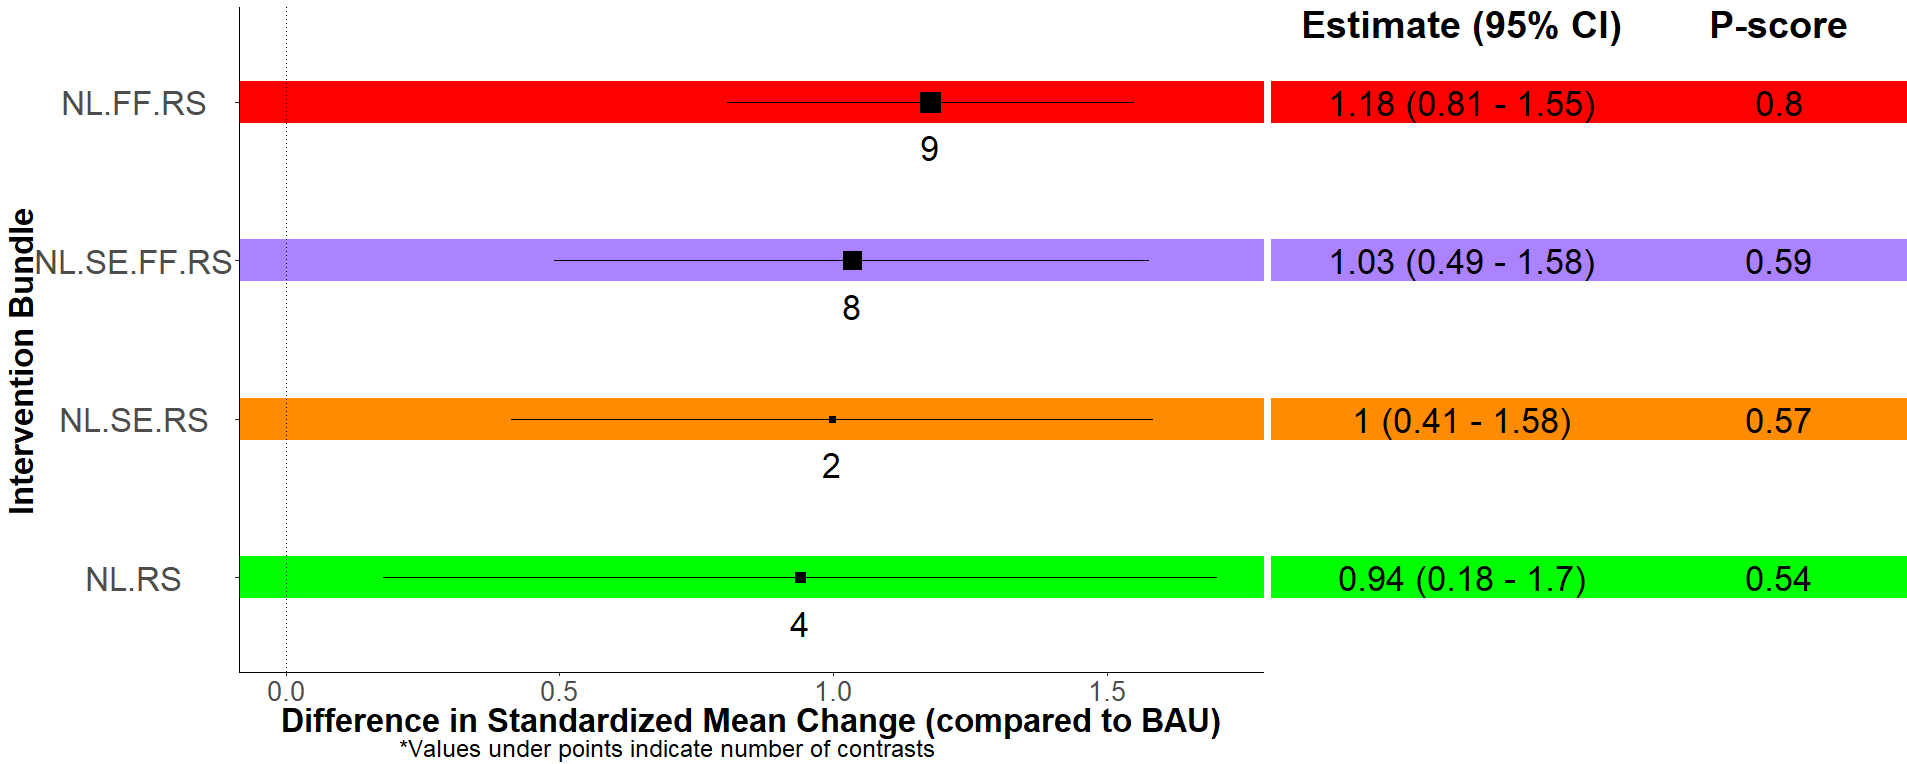 Estimate (95% CI) P-score
NL.FF.RS 1.18 (0.81 - 1.55) 0.8
9
Intervention Bundle
NL.SE.FF.RS 1.03 (0.49 - 1.58) 0.59
8
NL.SE.RS 1 (0.41 - 1.58) 0.57
2
NL.RS 0.94 (0.18 - 1.7) 0.54
4
0.0 0.5 1.0 1.5
Difference in Standardized Mean Change (compared to BAU)
*Values under points indicate number of contrasts